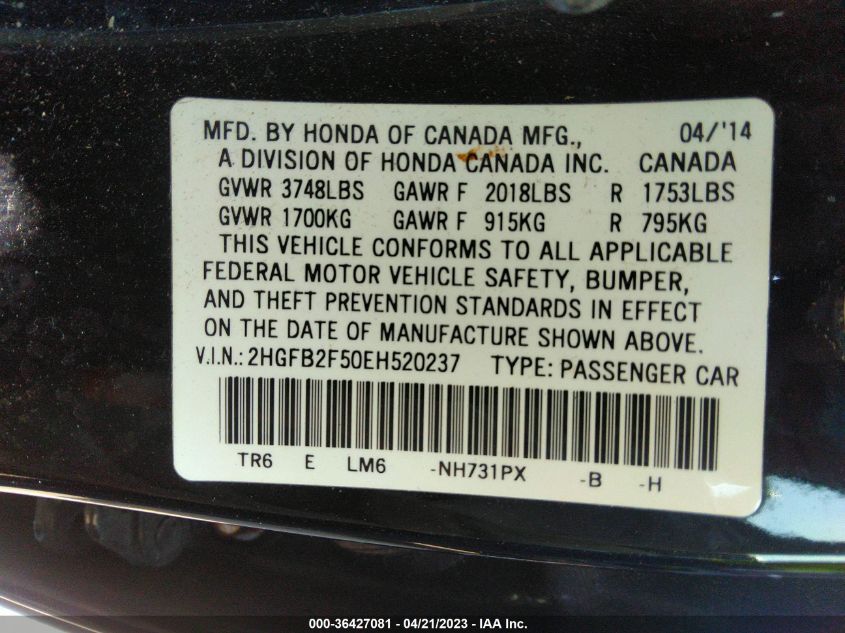 MFD. BY HONDA OF CANADA MFG., 04/'14
A DIVISION OF HONDA CANADA INC. CANADA
GVWR 3748LBS GAWR F 2018LBS R 1753LBS
GVWR 1700KG GAWR F 915KG R 795KG
THIS VEHICLE CONFORMS TO ALL APPLICABLE
FEDERAL MOTOR VEHICLE SAFETY, BUMPER,
AND THEFT PREVENTION STANDARDS IN EFFECT
ON THE DATE OF MANUFACTURE SHOWN ABOVE.
V.I.N.: 2HGFB2F50EH520237 TYPE: PASSENGER CAR
TR6 E LM6 -NH731PX -B -H
000-36427081 - 04/21/2023 - IAA Inc.